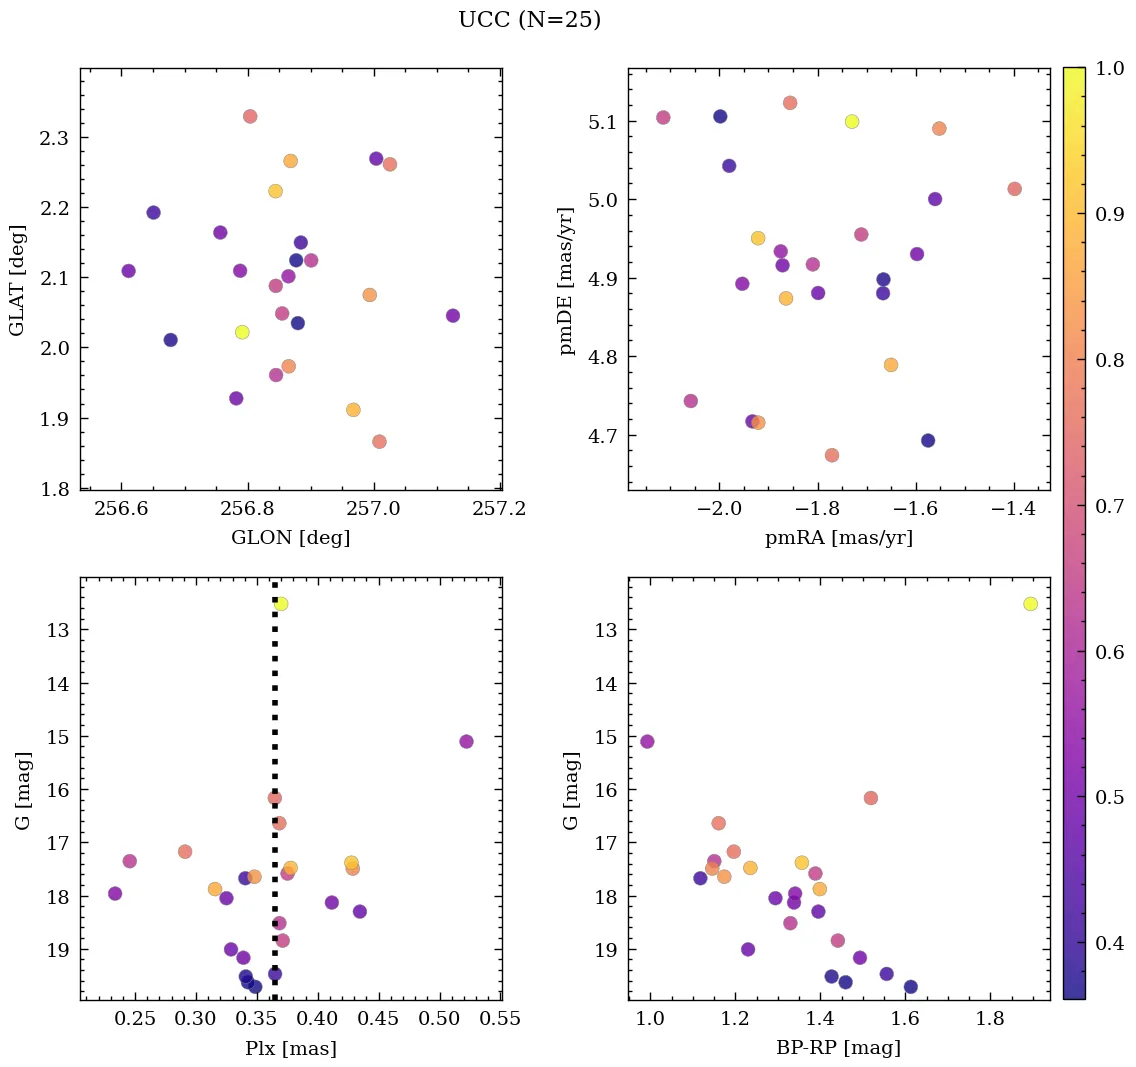 UCC (N=25)
2.3
2.2
2.1
2.0
1.9
1.8
GLAT [deg]
256.6 256.8 257.0 257.2
GLON [deg]
5.1
5.0
4.9
4.8
4.7
pmDE [mas/yr]
−2.0 −1.8 −1.6 −1.4
pmRA [mas/yr]
13
14
15
16
17
18
19
G [mag]
0.25 0.30 0.35 0.40 0.45 0.50 0.55
Plx [mas]
13
14
15
16
17
18
19
G [mag]
1.0 1.2 1.4 1.6 1.8
BP-RP [mag]
1.0
0.9
0.8
0.7
0.6
0.5
0.4